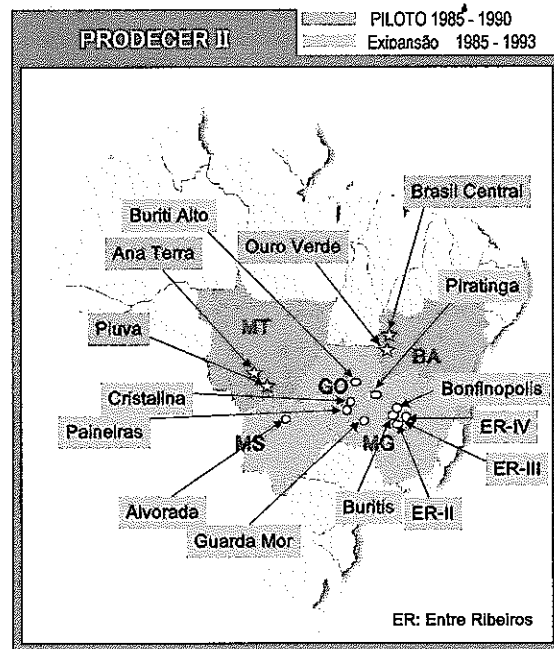 PRODECER II
PILOTO 1985 - 1990
Exipansão 1985 - 1993
Brasil Central
Buriti Alto
Ouro Verde
Ana Terra
Piratinga
Piuva
MT
BA
GO
Bonfinopolis
Cristalina
ER-IV
Paineiras
MS
MG
ER-III
Alvorada
Buritis
ER-II
Guarda Mor
ER: Entre Ribeiros